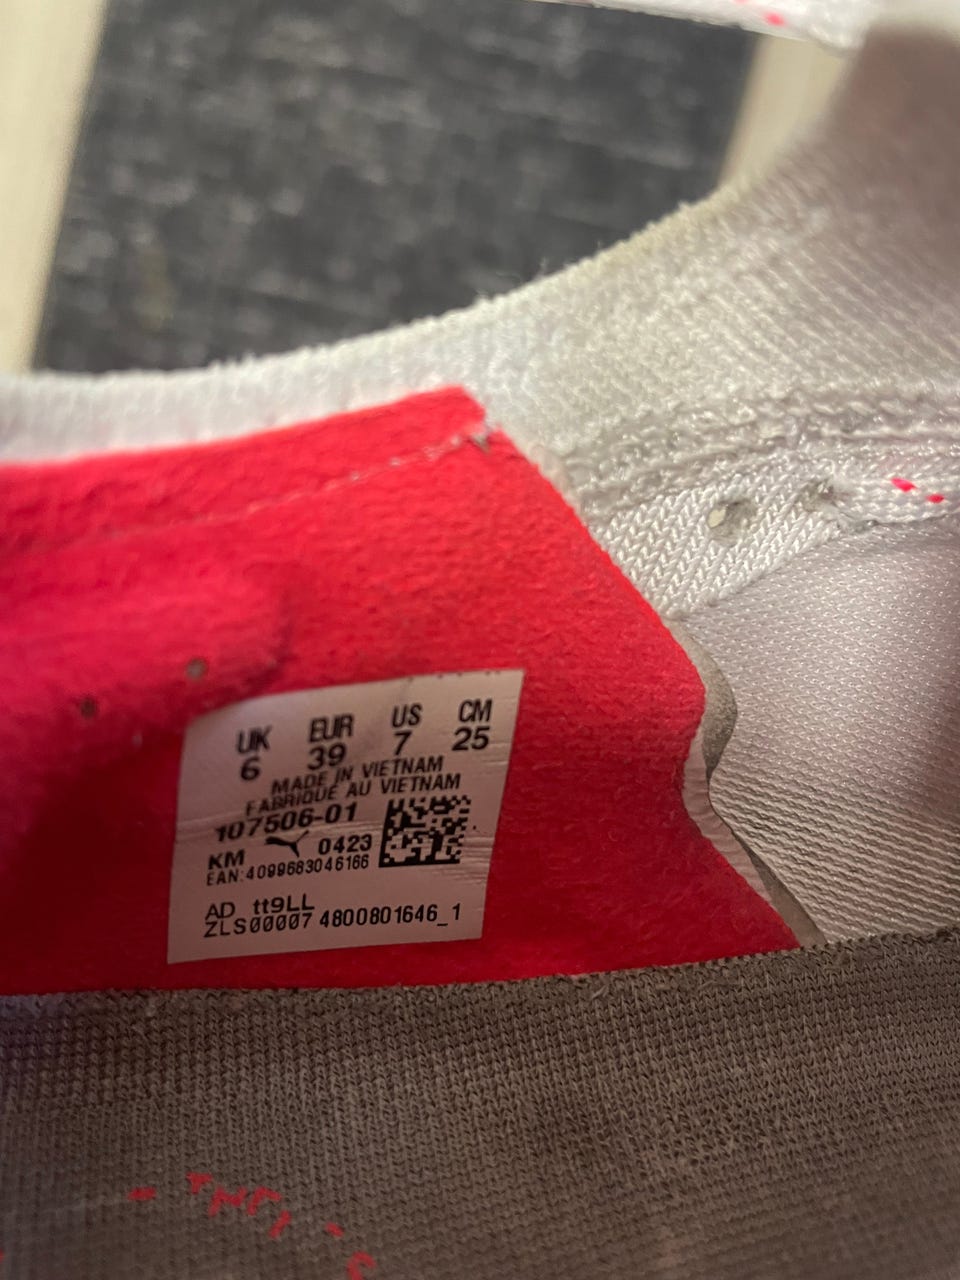 UK EUR US CM
6 39 7 25
MADE IN VIETNAM
FABRIQUE AU VIETNAM
107506-01
KM 0423
EAN:4099683046166
AD tt9LL
ZLS00007 4800801646_1